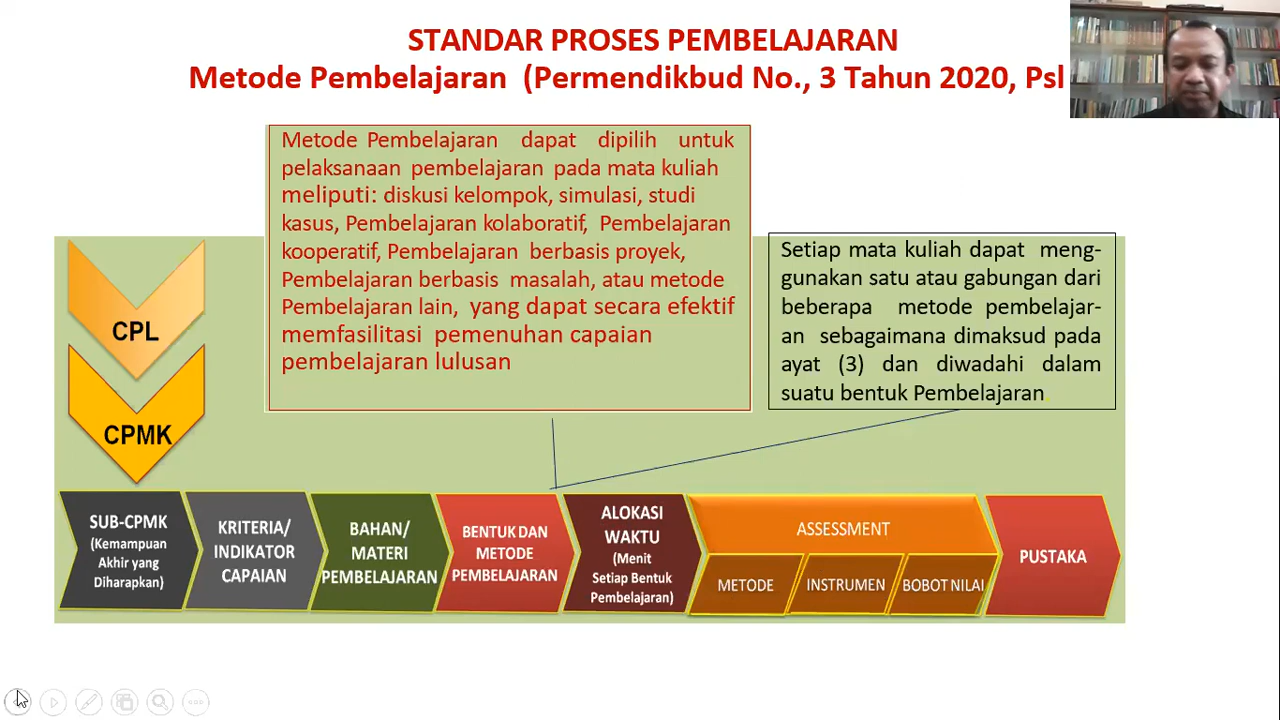 STANDAR PROSES PEMBELAJARAN
Metode Pembelajaran (Permendikbud No., 3 Tahun 2020, Psl
Metode Pembelajaran dapat dipilih untuk
pelaksanaan pembelajaran pada mata kuliah
meliputi: diskusi kelompok, simulasi, studi
kasus, Pembelajaran kolaboratif, Pembelajaran
kooperatif, Pembelajaran berbasis proyek,
Pembelajaran berbasis masalah, atau metode
Pembelajaran lain, yang dapat secara efektif
memfasilitasi pemenuhan capaian
pembelajaran lulusan
Setiap mata kuliah dapat meng-
gunakan satu atau gabungan dari
beberapa metode pembelajar-
an sebagaimana dimaksud pada
ayat (3) dan diwadahi dalam
suatu bentuk Pembelajaran.
CPL
CPMK
SUB-CPMK
(Kemampuan
Akhir yang
Diharapkan)
KRITERIA/
INDIKATOR
CAPAIAN
BAHAN/
MATERI
PEMBELAJARAN
BENTUK DAN
METODE
PEMBELAJARAN
ALOKASI
WAKTU
(Menit
Setiap Bentuk
Pembelajaran)
ASSESSMENT
METODE
INSTRUMEN
BOBOT NILAI
PUSTAKA